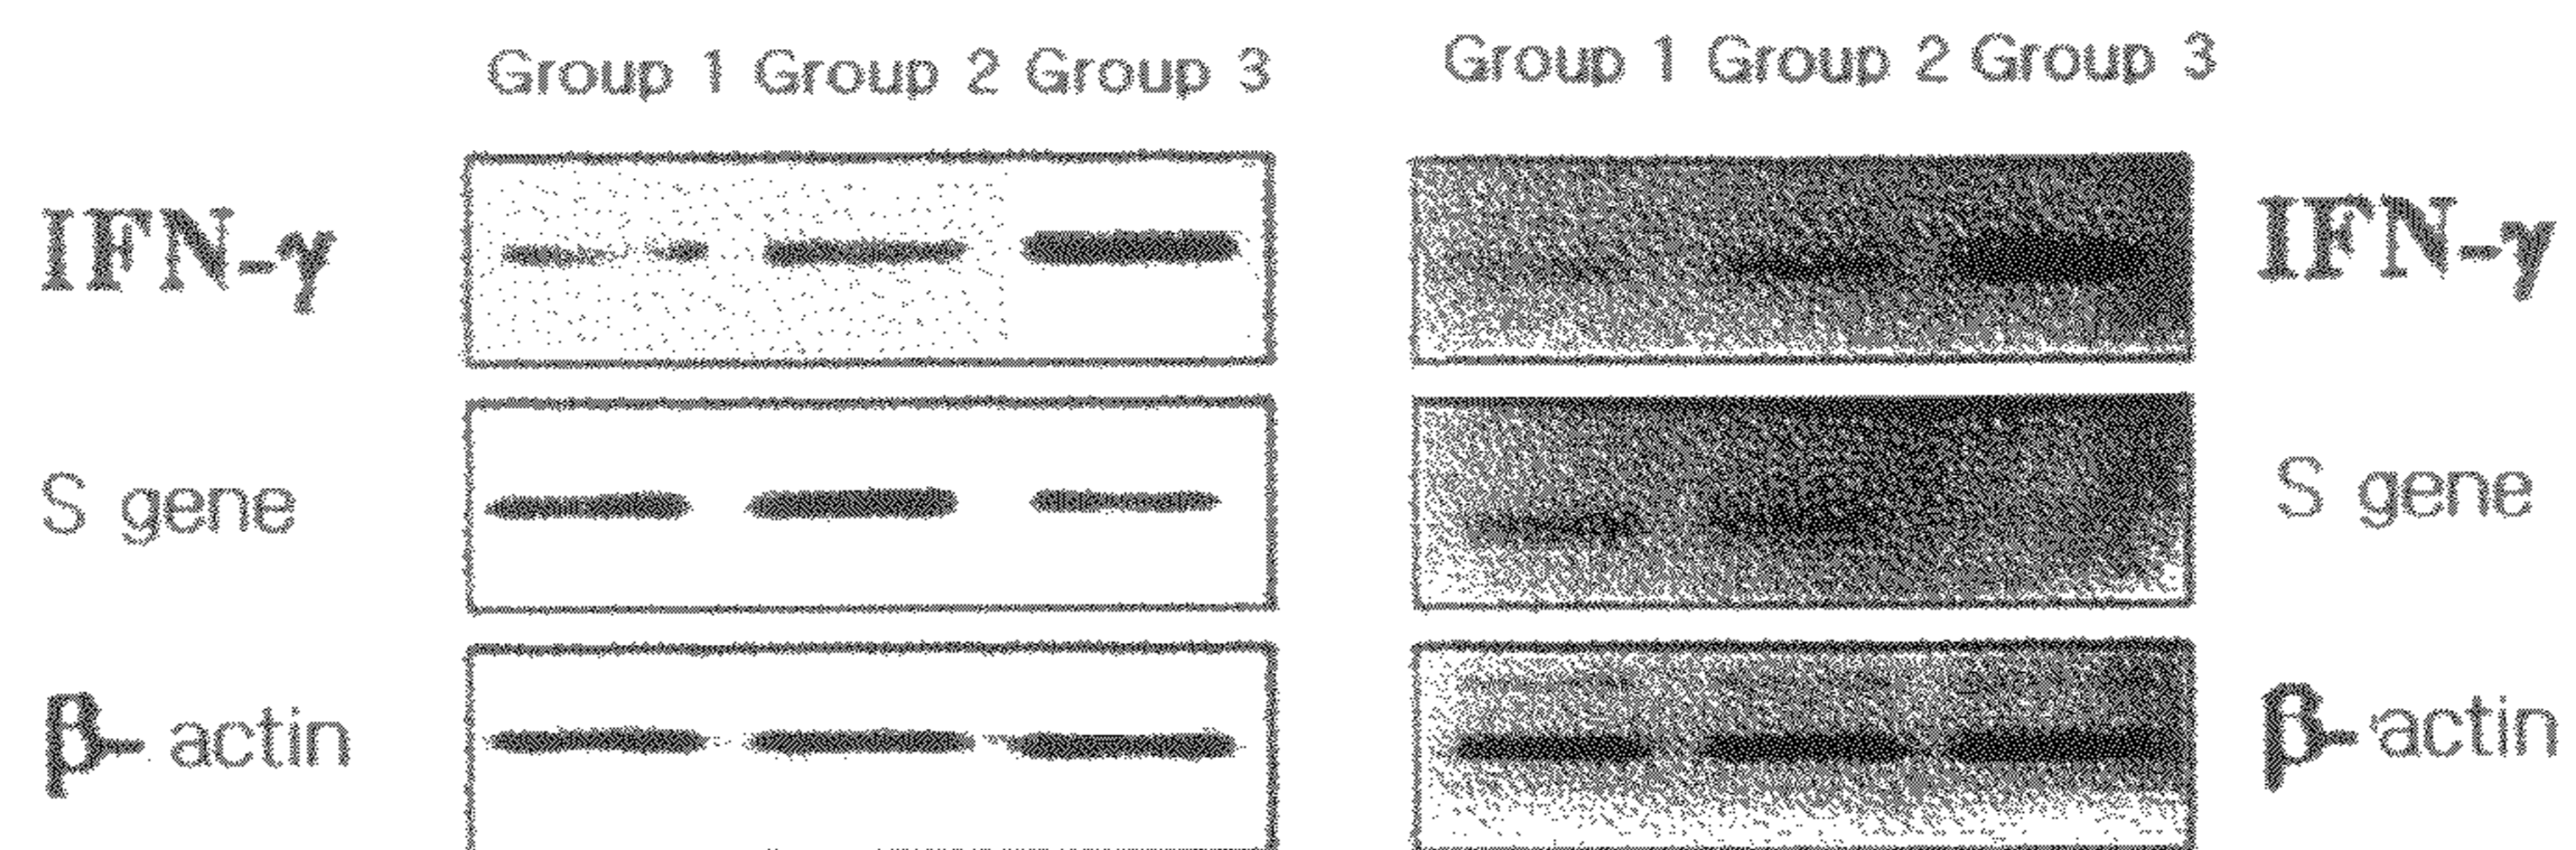 Group 1 Group 2 Group 3 Group 1 Group 2 Group 3
IFN-γ IFN-γ
S gene S gene
β- actin β- actin